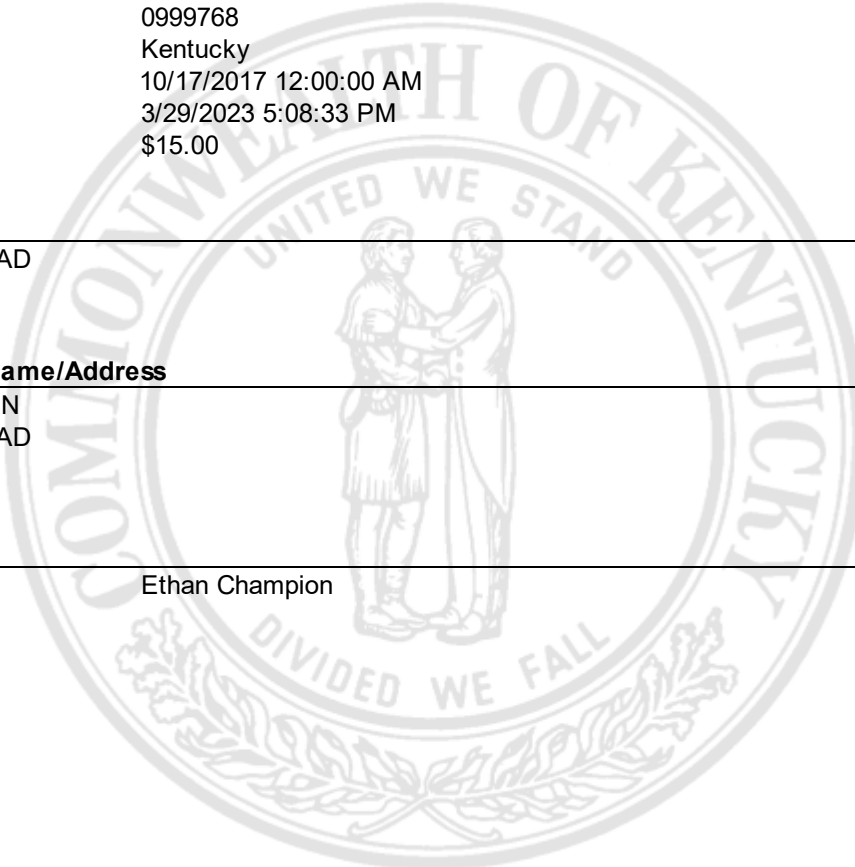 0999768
Kentucky
10/17/2017 12:00:00 AM
3/29/2023 5:08:33 PM
$15.00
COMMONWEALTH OF KENTUCKY
UNITED WE STAND
AD
ame/Address
N
AD
Ethan Champion
DIVIDED WE FALL